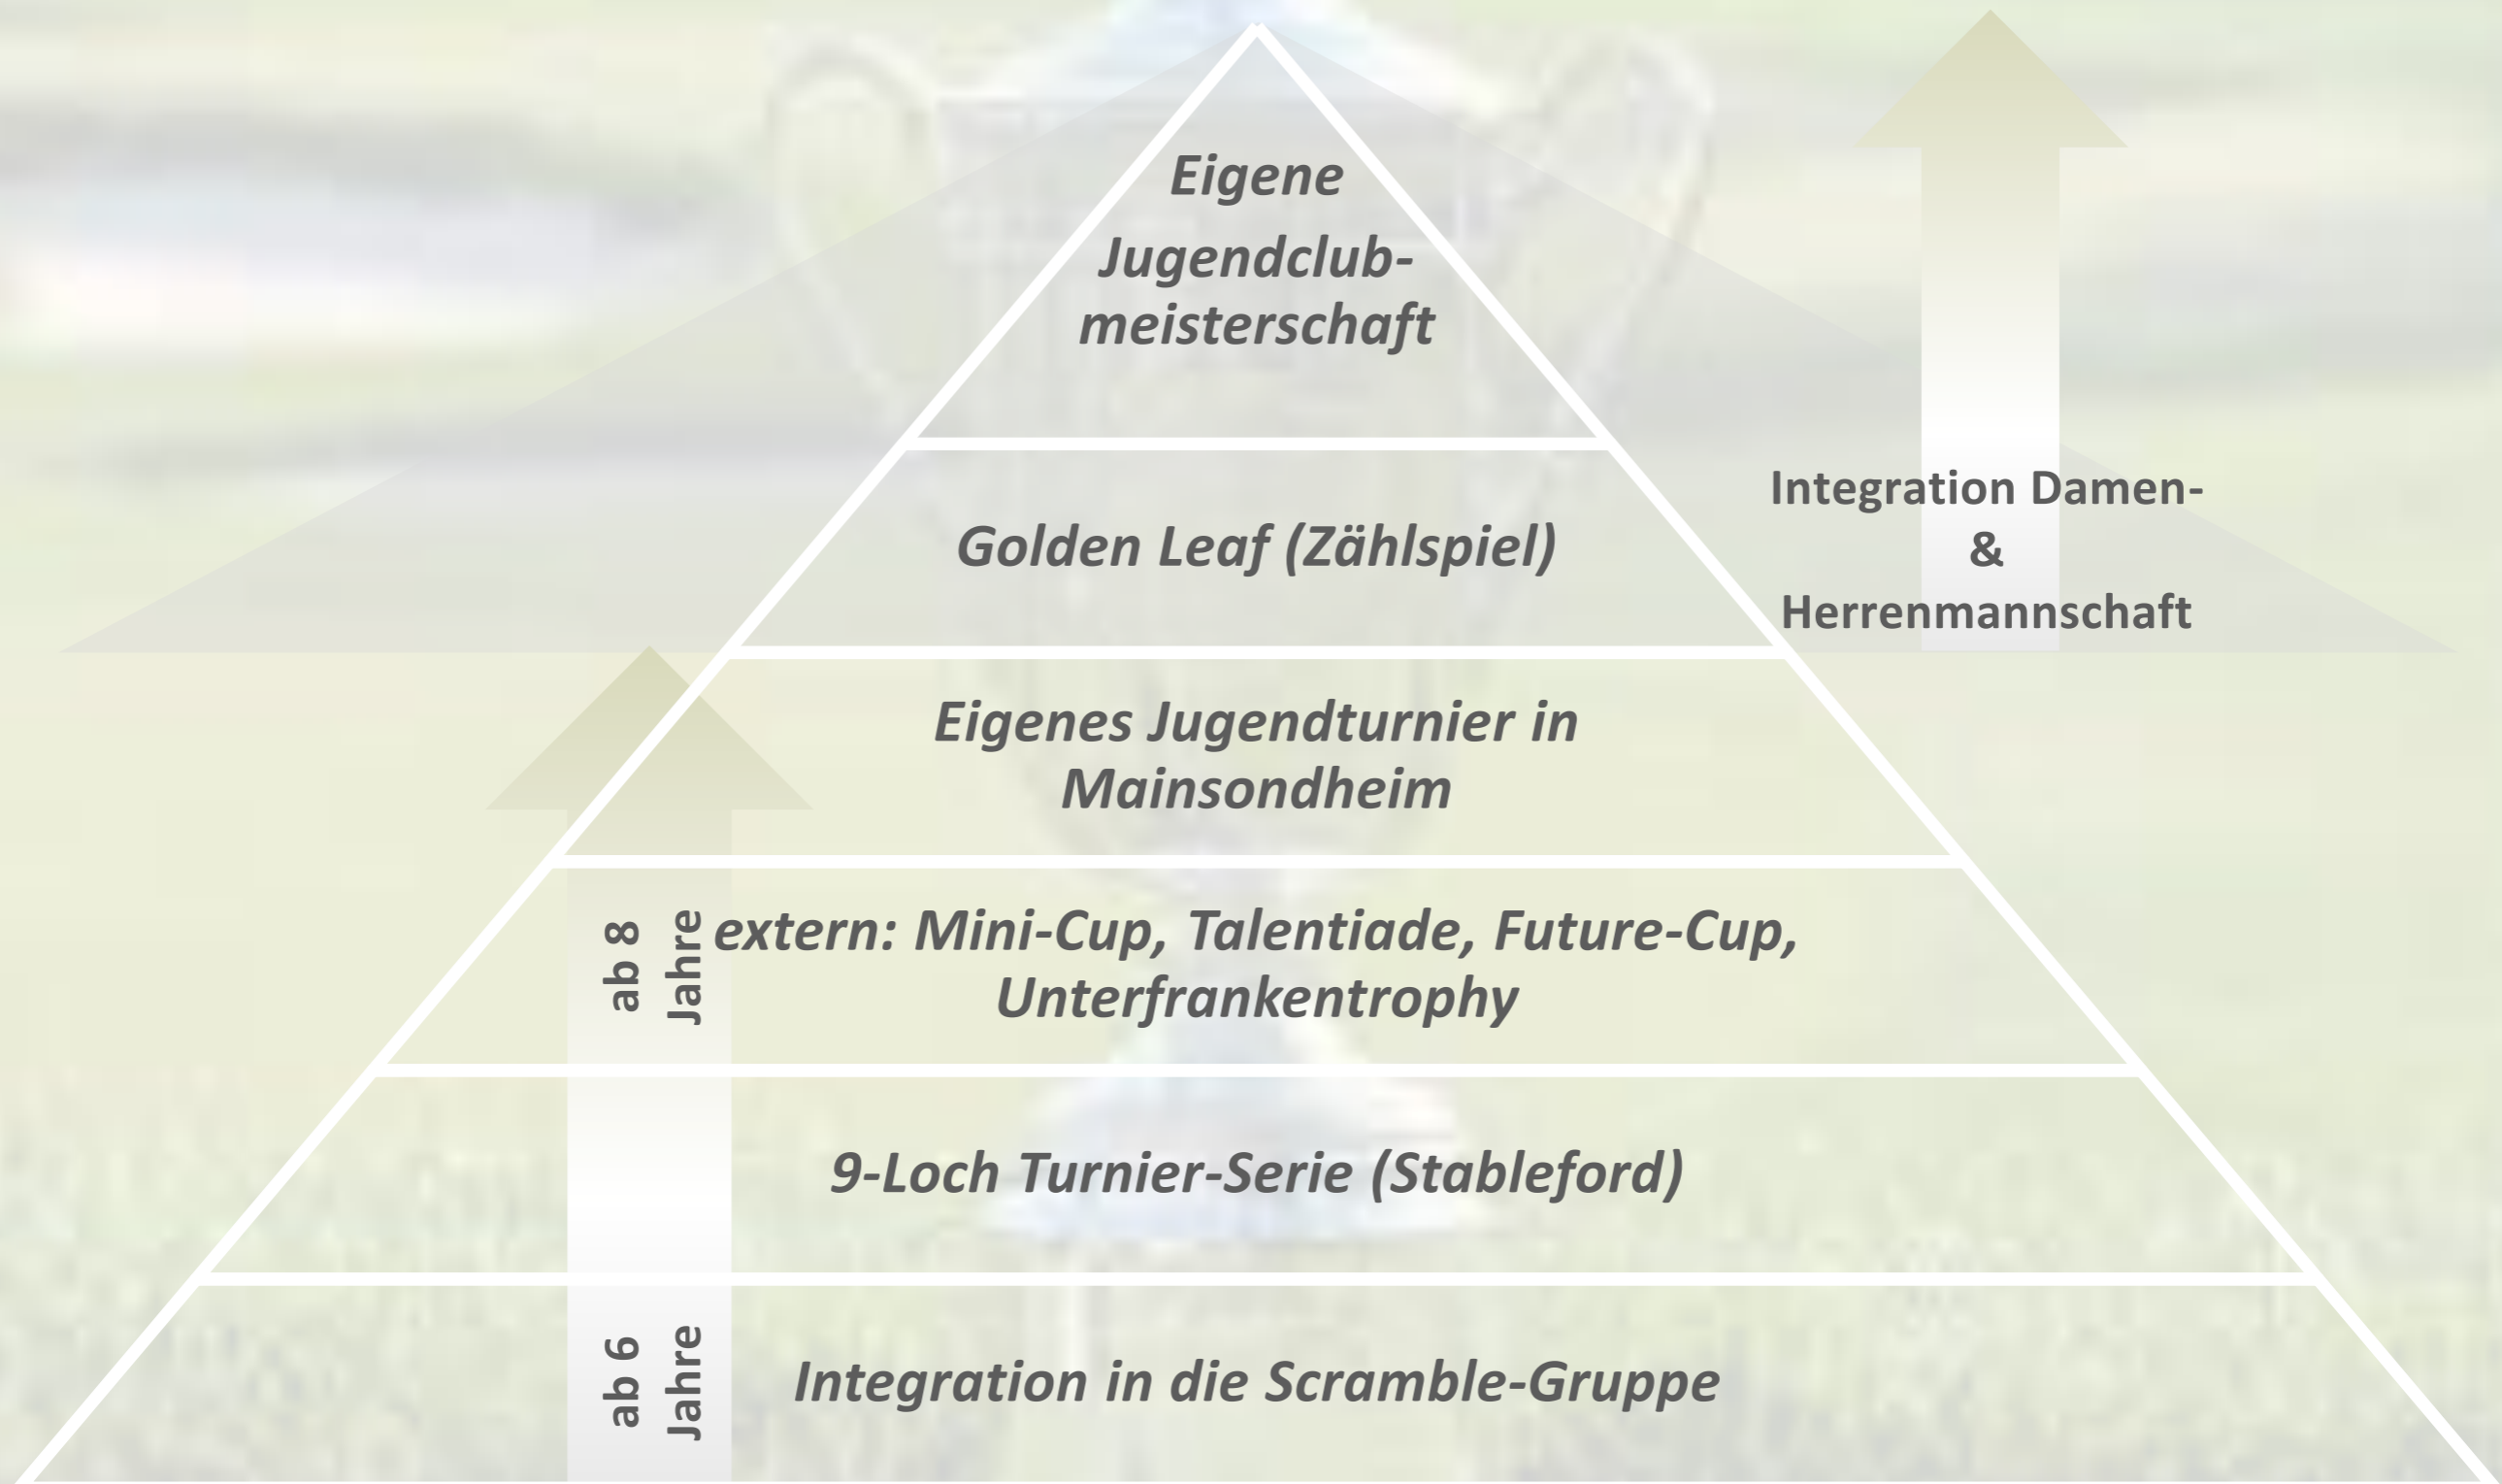 Eigene
Jugendclub-
meisterschaft
Golden Leaf (Zählspiel)
Integration Damen-
&
Herrenmannschaft
Eigenes Jugendturnier in
Mainsondheim
ab 8
Jahre
extern: Mini-Cup, Talentiade, Future-Cup,
Unterfrankentrophy
9-Loch Turnier-Serie (Stableford)
ab 6
Jahre
Integration in die Scramble-Gruppe